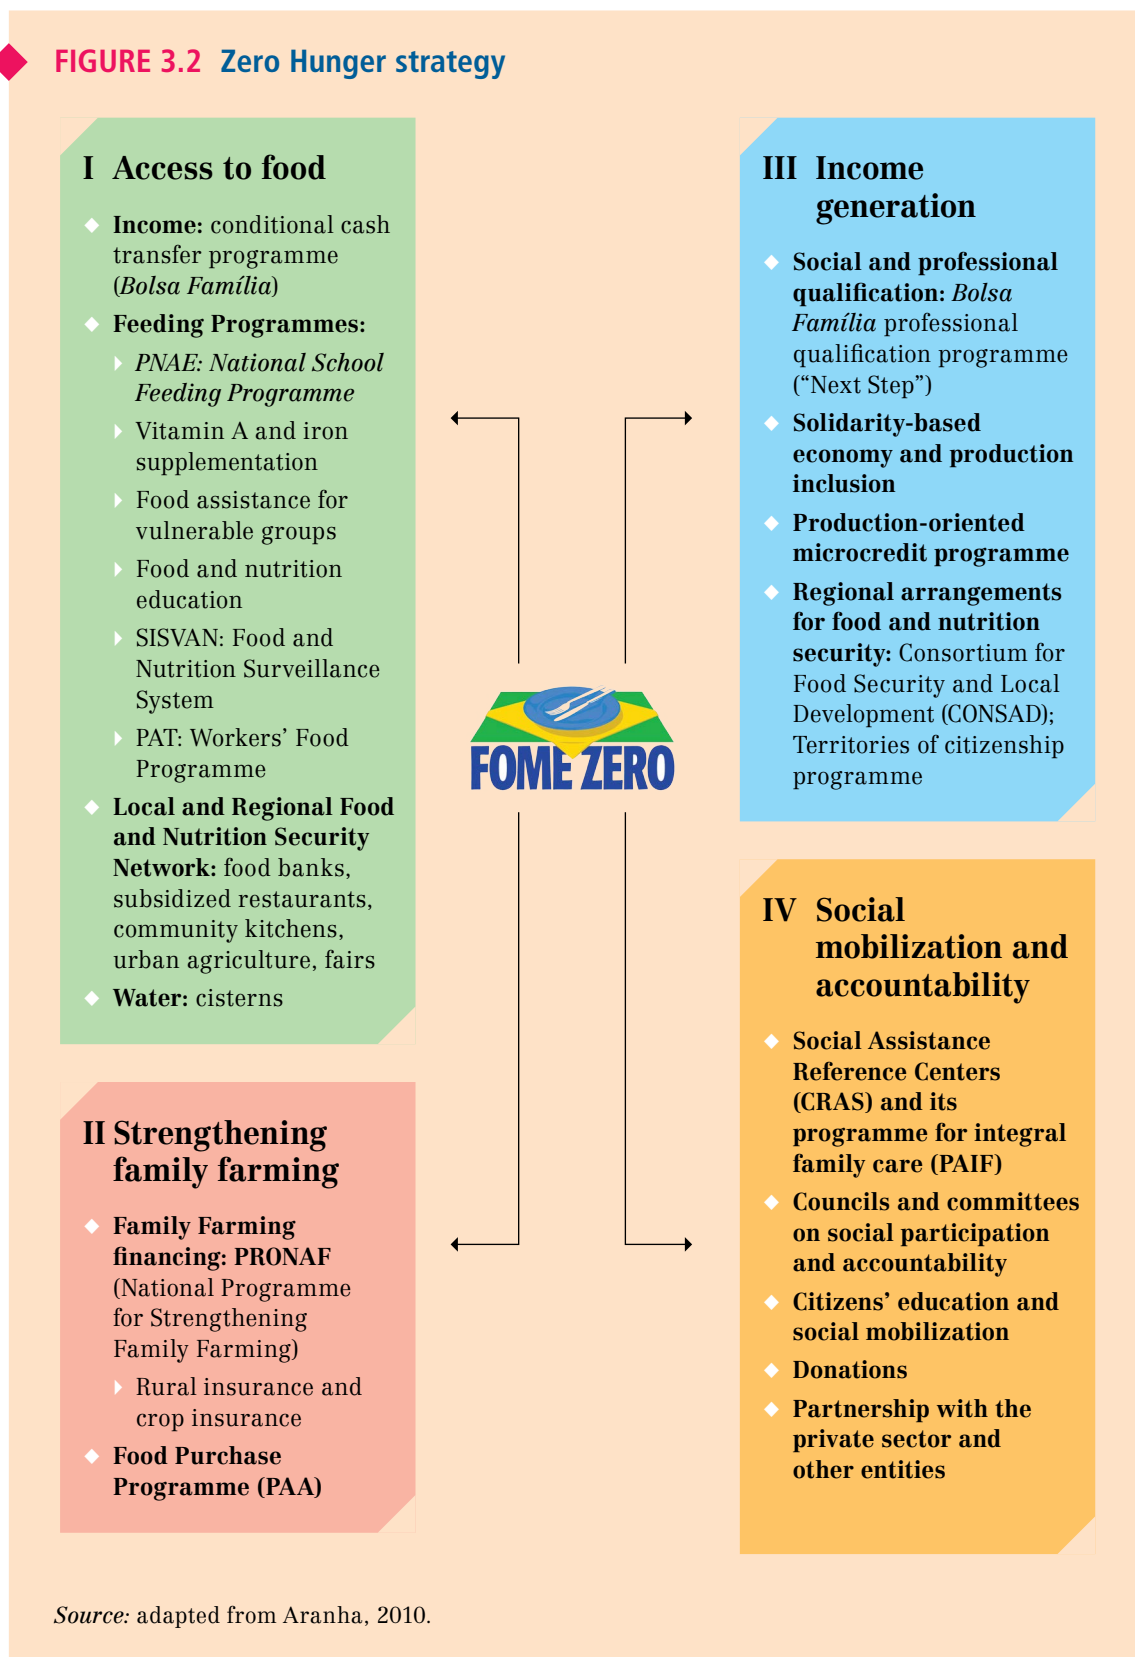 FIGURE 3.2 Zero Hunger strategy
I Access to food
Income: conditional cash
transfer programme
(Bolsa Família)
Feeding Programmes:
PNAE: National School
Feeding Programme
Vitamin A and iron
supplementation
Food assistance for
vulnerable groups
Food and nutrition
education
SISVAN: Food and
Nutrition Surveillance
System
PAT: Workers’ Food
Programme
Local and Regional Food
and Nutrition Security
Network: food banks,
subsidized restaurants,
community kitchens,
urban agriculture, fairs
Water: cisterns
II Strengthening
family farming
Family Farming
financing: PRONAF
(National Programme
for Strengthening
Family Farming)
Rural insurance and
crop insurance
Food Purchase
Programme (PAA)
FOME ZERO
III Income
generation
Social and professional
qualification: Bolsa
Família professional
qualification programme
(“Next Step”)
Solidarity-based
economy and production
inclusion
Production-oriented
microcredit programme
Regional arrangements
for food and nutrition
security: Consortium for
Food Security and Local
Development (CONSAD);
Territories of citizenship
programme
IV Social
mobilization and
accountability
Social Assistance
Reference Centers
(CRAS) and its
programme for integral
family care (PAIF)
Councils and committees
on social participation
and accountability
Citizens’ education and
social mobilization
Donations
Partnership with the
private sector and
other entities
Source: adapted from Aranha, 2010.